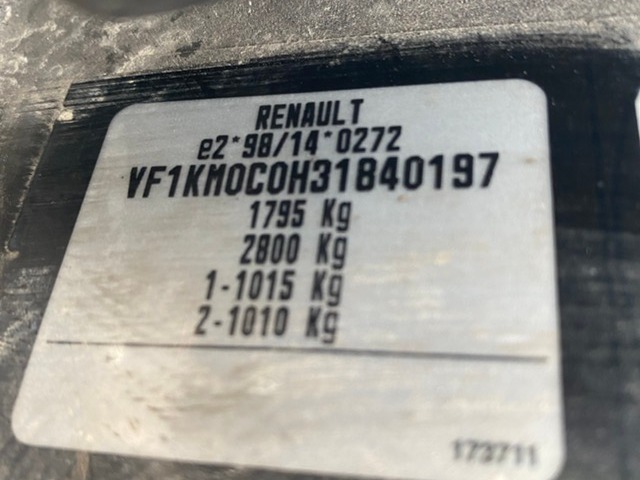 RENAULT
e2*98/14*0272
VF1KM0C0H31840197
1795 Kg
2800 Kg
1-1015 Kg
2-1010 Kg
173711